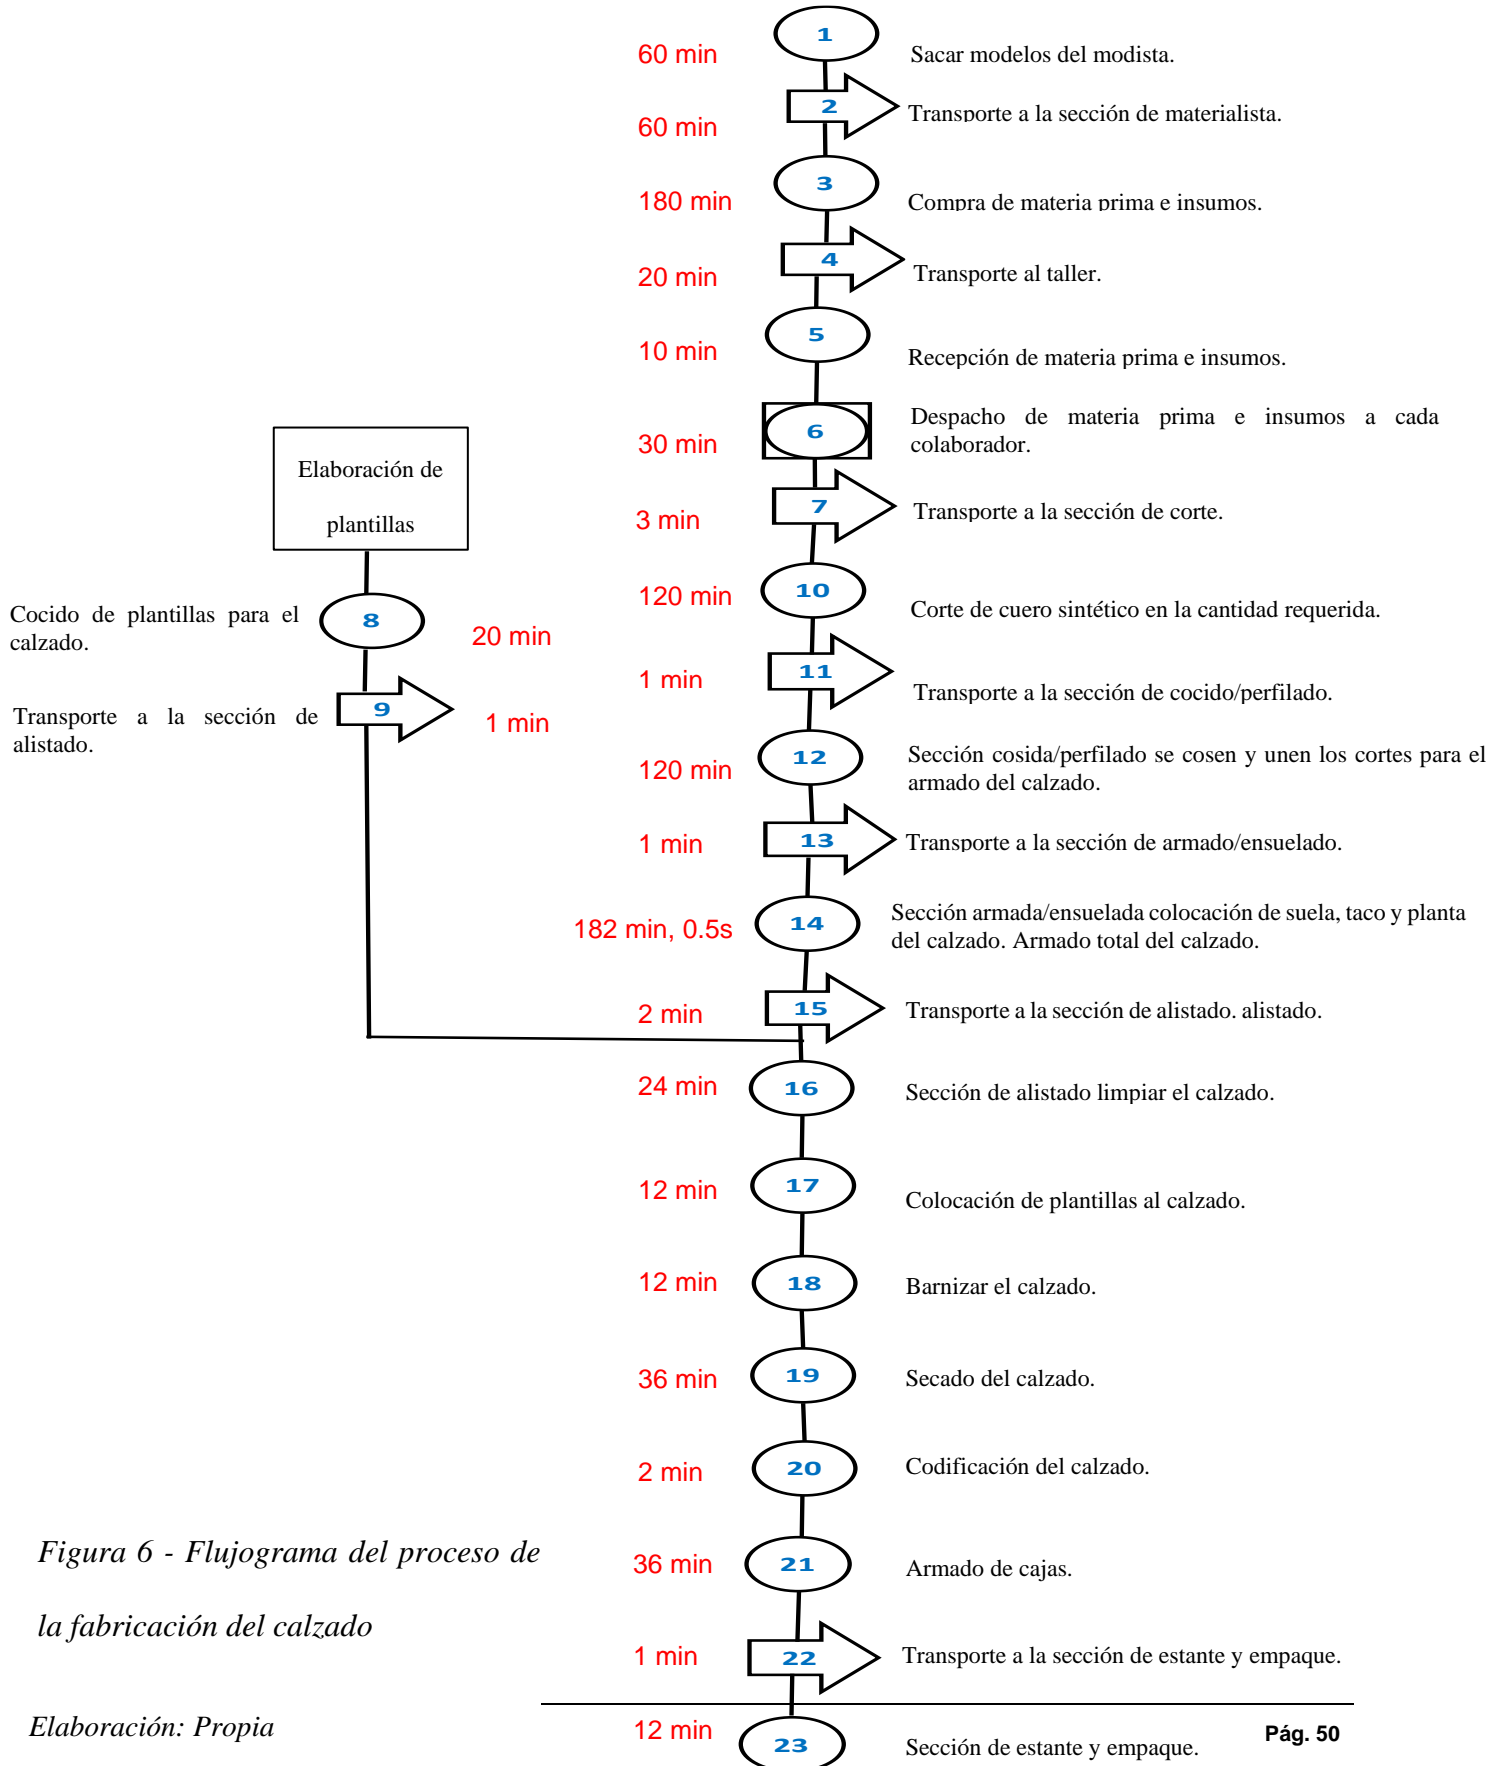 1
60 min
Sacar modelos del modista.
2
60 min
Transporte a la sección de materialista.
3
180 min
Compra de materia prima e insumos.
4
20 min
Transporte al taller.
5
10 min
Recepción de materia prima e insumos.
6
30 min
Despacho de materia prima e insumos a cada
colaborador.
7
3 min
Transporte a la sección de corte.
Elaboración de
plantillas
8
20 min
Cocido de plantillas para el
calzado.
9
1 min
Transporte a la sección de
alistado.
10
120 min
Corte de cuero sintético en la cantidad requerida.
11
1 min
Transporte a la sección de cocido/perfilado.
12
120 min
Sección cosida/perfilado se cosen y unen los cortes para el
armado del calzado.
13
1 min
Transporte a la sección de armado/ensuelado.
14
182 min, 0.5s
Sección armada/ensuelada colocación de suela, taco y planta
del calzado. Armado total del calzado.
15
2 min
Transporte a la sección de alistado. alistado.
16
24 min
Sección de alistado limpiar el calzado.
17
12 min
Colocación de plantillas al calzado.
18
12 min
Barnizar el calzado.
19
36 min
Secado del calzado.
20
2 min
Codificación del calzado.
21
36 min
Armado de cajas.
22
1 min
Transporte a la sección de estante y empaque.
23
12 min
Sección de estante y empaque.
Figura 6 - Flujograma del proceso de
la fabricación del calzado
Elaboración: Propia
Pág. 50